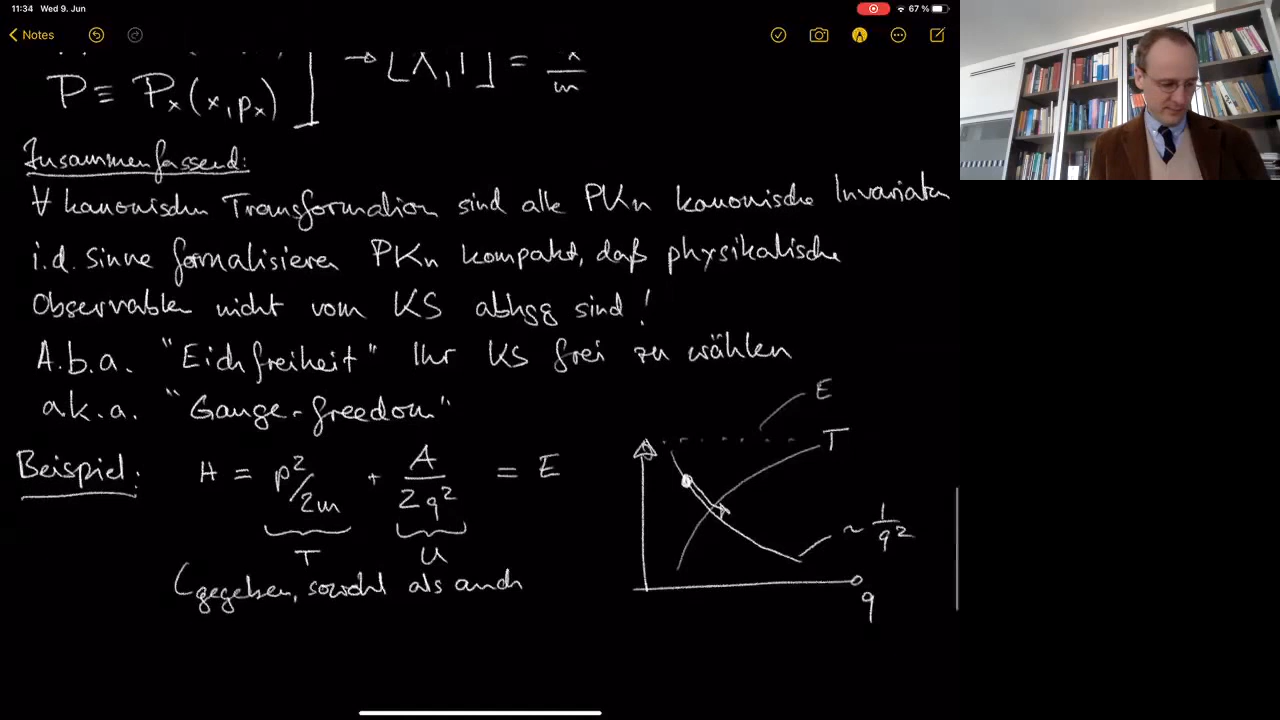 11:34 Wed 9. Jun
67 %
Notes
P ≡ Pₓ(x, pₓ)
Zusammenfassend:
∀ kanonischen Transformation sind alle PKn kanonische Invarianten
i.d. Sinne formalisieren PKn kompakt, daß physikalische
Observablen nicht vom KS abhgg sind!
A.b.a. "Eichfreiheit" Ihr KS frei zu wählen
a.k.a. "Gauge-freedom"
Beispiel: H = p²/2m + A/2q² = E
T U
(gegeben, sowohl als auch
E
T
~ 1/q²
q